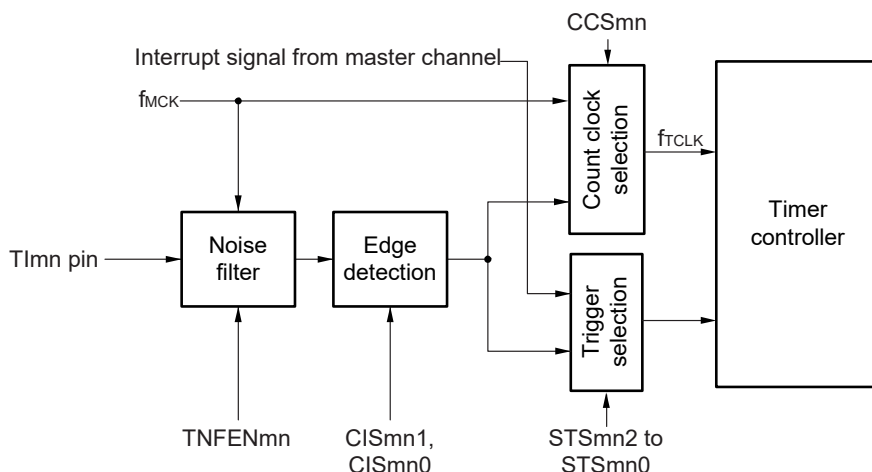 CCSmn
Interrupt signal from master channel
fMCK
Count clock
selection
fTCLK
Timer
controller
TImn pin
Noise
filter
Edge
detection
Trigger
selection
TNFENmn
CISmn1,
CISmn0
STSmn2 to
STSmn0